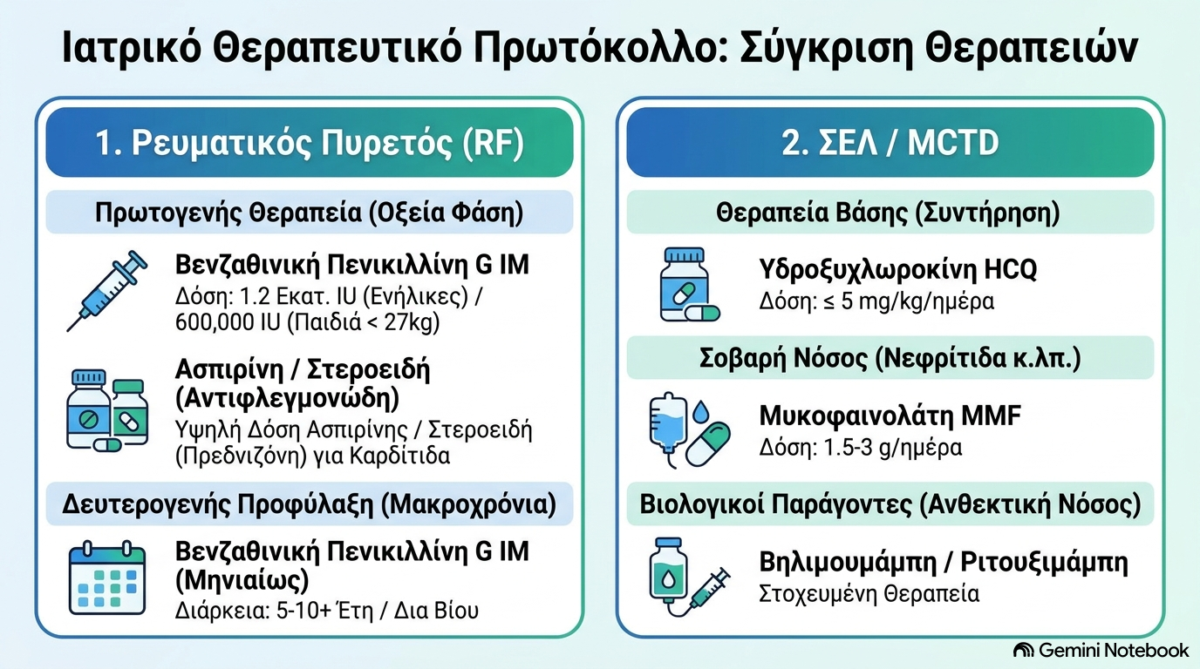 Ιατρικό Θεραπευτικό Πρωτόκολλο: Σύγκριση Θεραπειών
1. Ρευματικός Πυρετός (RF)
Πρωτογενής Θεραπεία (Οξεία Φάση)
Βενζαθινική Πενικιλλίνη G IM
Δόση: 1.2 Εκατ. IU (Ενήλικες) /
600,000 IU (Παιδιά < 27kg)
Ασπιρίνη / Στεροειδή
(Αντιφλεγμονώδη)
Υψηλή Δόση Ασπιρίνης / Στεροειδή
(Πρεδνιζόνη) για Καρδίτιδα
Δευτερογενής Προφύλαξη (Μακροχρόνια)
Βενζαθινική Πενικιλλίνη G IM
(Μηνιαίως)
Διάρκεια: 5-10+ Έτη / Δια Βίου
2. ΣΕΛ / MCTD
Θεραπεία Βάσης (Συντήρηση)
Υδροξυχλωροκίνη HCQ
Δόση: ≤ 5 mg/kg/ημέρα
Σοβαρή Νόσος (Νεφρίτιδα κ.λπ.)
Μυκοφαινολάτη MMF
Δόση: 1.5-3 g/ημέρα
Βιολογικοί Παράγοντες (Ανθεκτική Νόσος)
Βηλιμουμάμπη / Ριτουξιμάμπη
Στοχευμένη Θεραπεία
Gemini Notebook